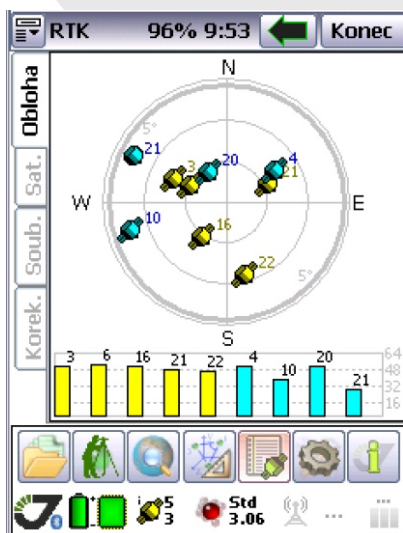 RTK 96% 9:53 Konec
Obloha
Sat.
Soub.
Korek.
N
5°
21
3
20
4
21
W
E
10
16
22
5°
S
3 6 16 21 22 4 10 20 21
64
48
32
16
i 5
3
Std
3.06
...